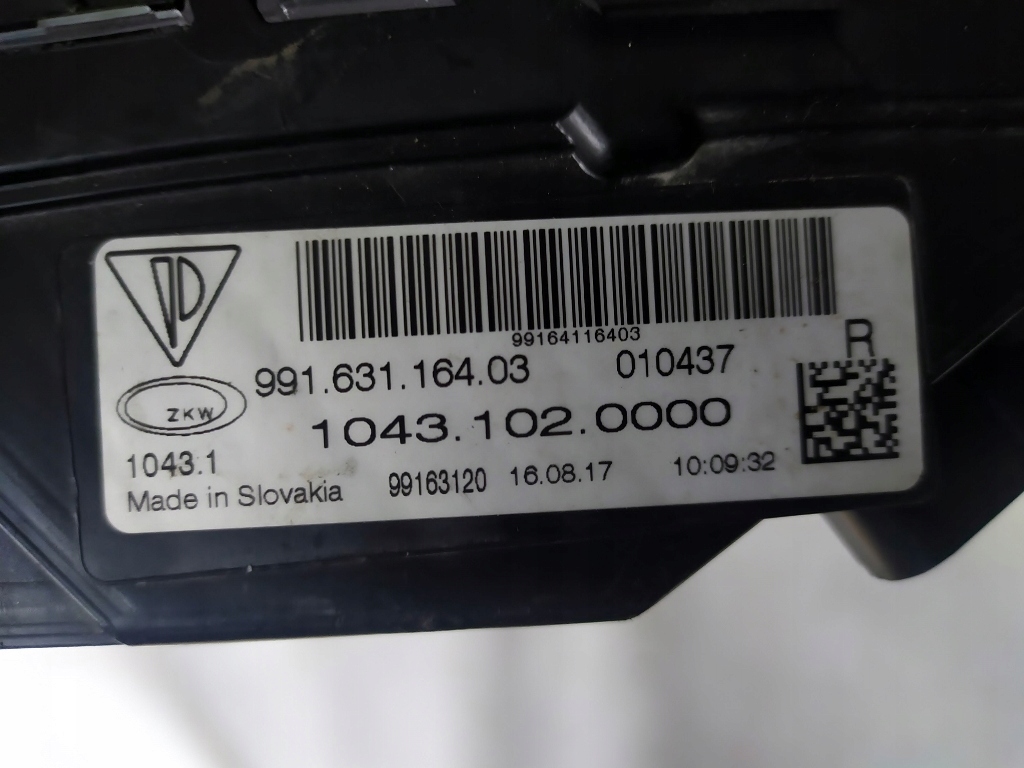 99164116403
R
991.631.164.03 010437
ZKW
1043.102.0000
1043.1
Made in Slovakia 99163120 16.08.17 10:09:32